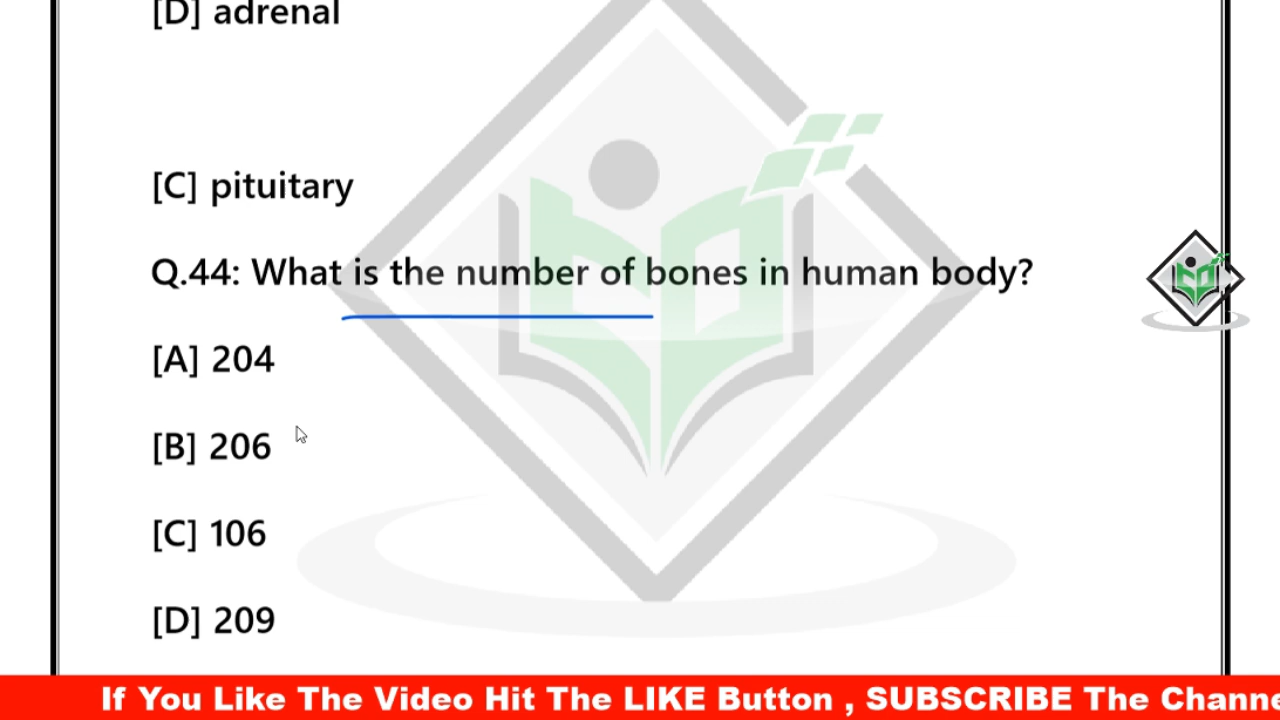 [D] adrenal
[C] pituitary
Q.44: What is the number of bones in human body?
[A] 204
[B] 206
[C] 106
[D] 209
If You Like The Video Hit The LIKE Button , SUBSCRIBE The Channe